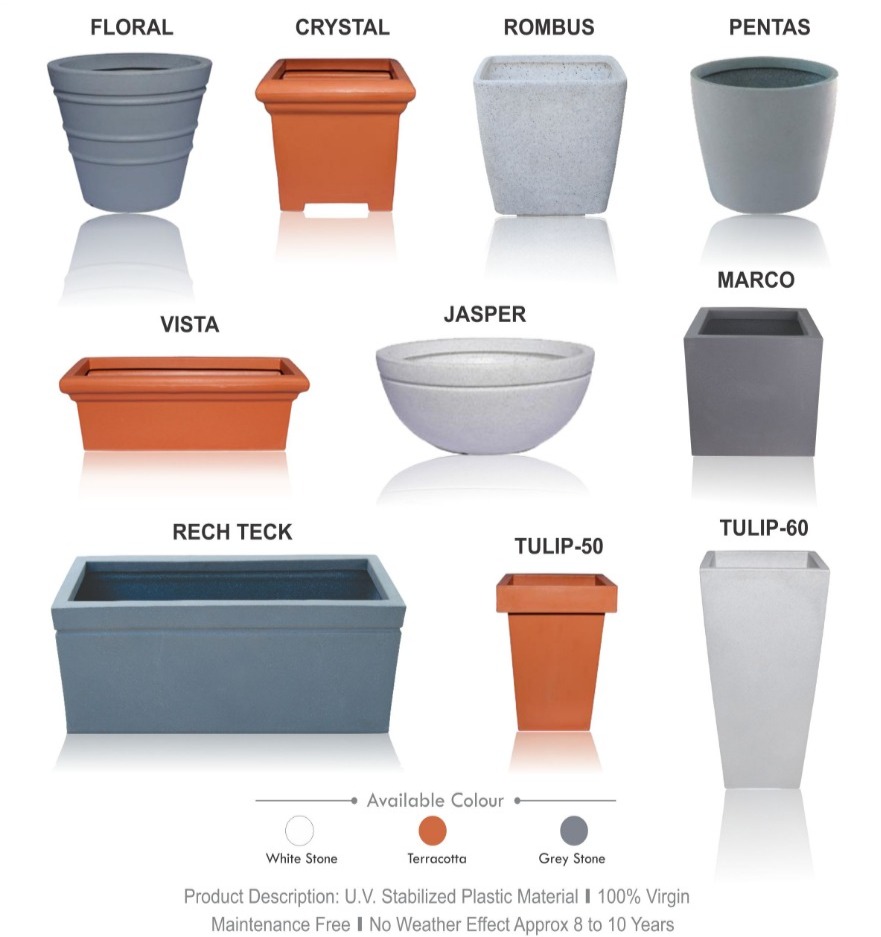 FLORAL
CRYSTAL
ROMBUS
PENTAS
VISTA
JASPER
MARCO
RECH TECK
TULIP-50
TULIP-60
Available Colour
White Stone
Terracotta
Grey Stone
Product Description: U.V. Stabilized Plastic Material I 100% Virgin
Maintenance Free I No Weather Effect Approx 8 to 10 Years